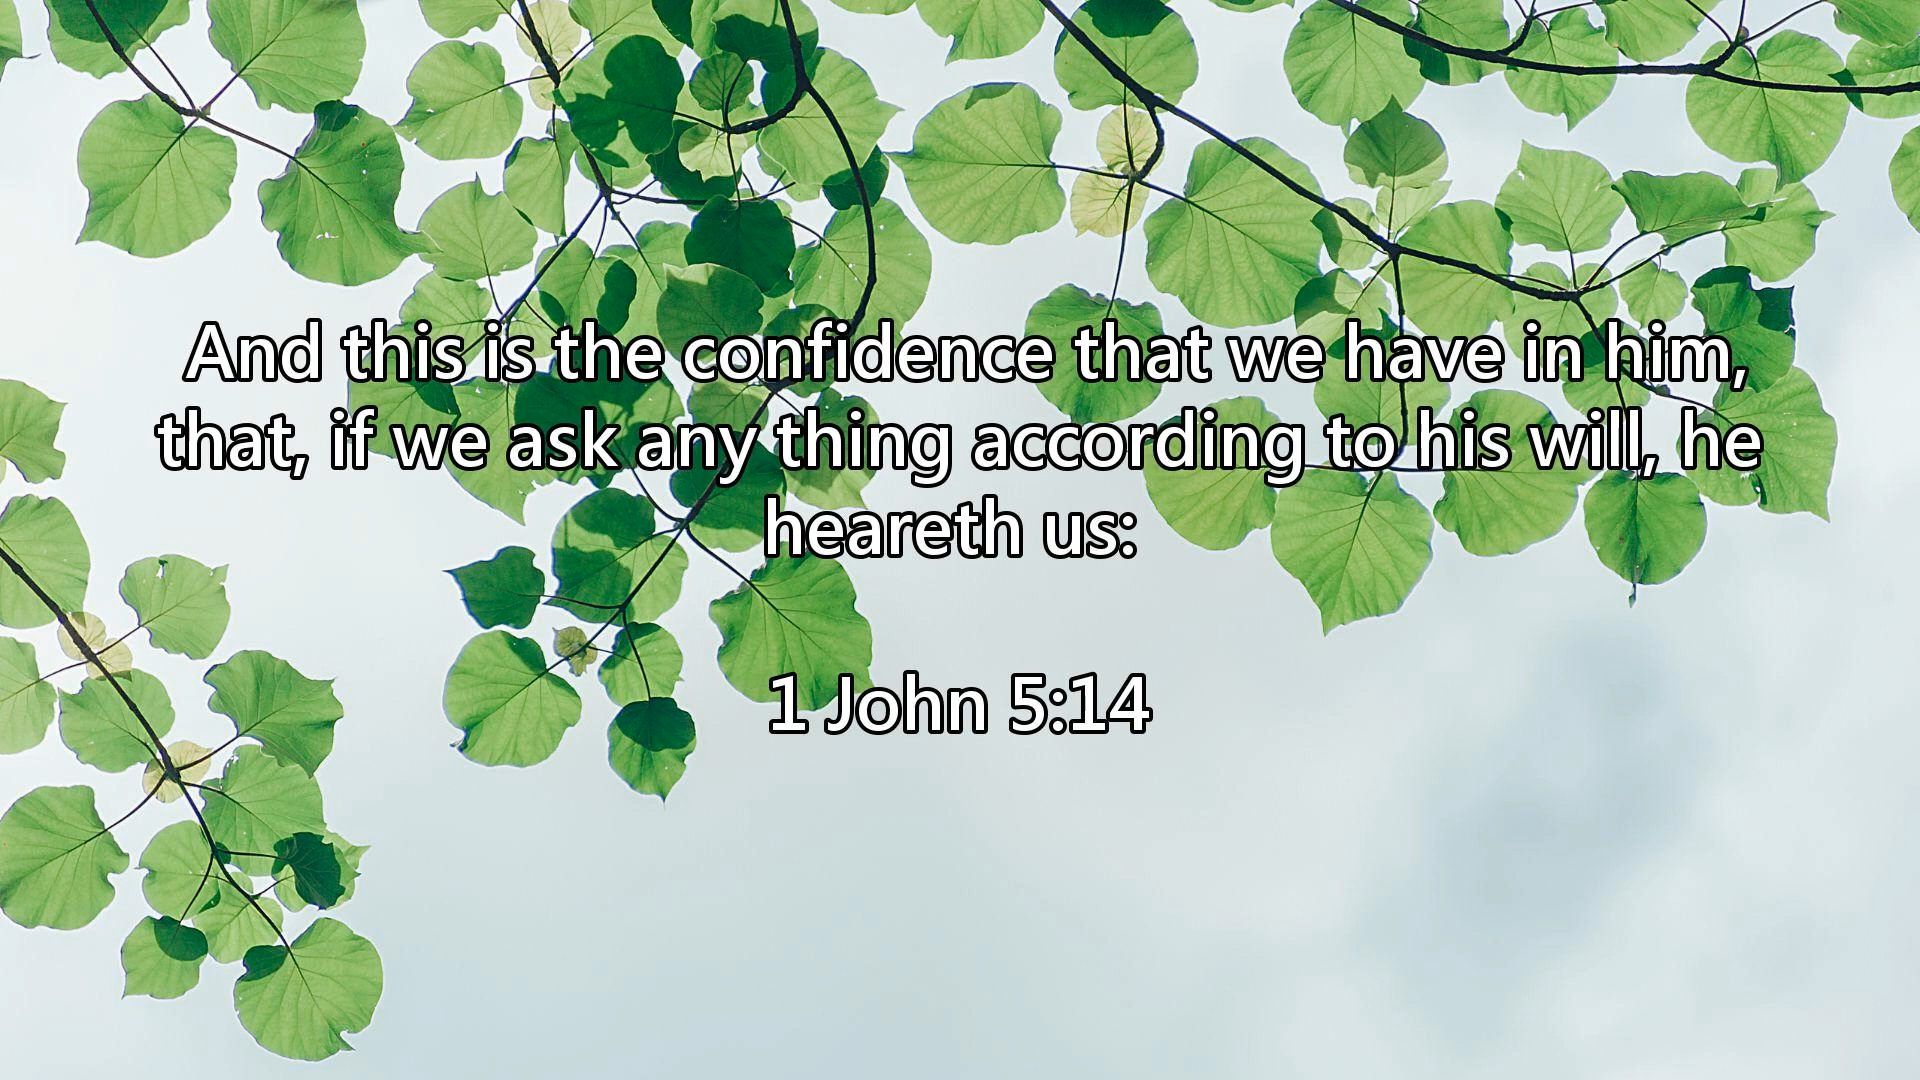 And this is the confidence that we have in him,
that, if we ask any thing according to his will, he
heareth us:
1 John 5:14